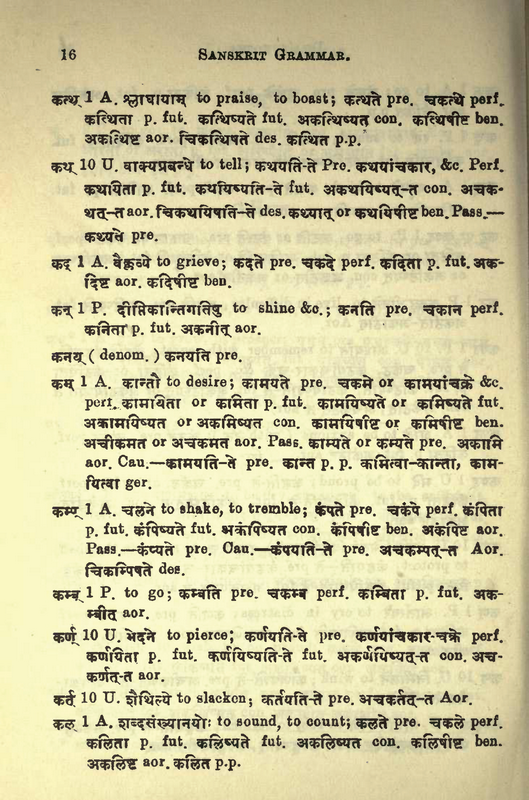 16 SANSKRIT GRAMMAR.
कत्थ् 1 A. श्लाघायाम् to praise, to boast; कत्थते pre. चकत्थे perf.
कत्थिता p. fut. कत्थिष्यते fut. अकत्थिष्यत con. कत्थिषीष्ट ben.
अकत्थिष्ट aor. चिकत्थिषते des. कत्थित p.p.
कथ् 10 U. वाक्यप्रबन्धे to tell; कथयति-ते Pre. कथयांचकार, &c. Perf.
कथयिता p. fut. कथयिष्यति-ते fut. अकथयिष्यत्-त con. अचक-
थत्-त aor. चिकथयिषति-ते des. कथ्यात् or कथयिषीष्ट ben. Pass.—
कथ्यते pre.
कद् 1 A. वैक्लव्ये to grieve; कदते pre. चकदे perf. कदिता p. fut. अक-
दिष्ट aor. कदिषीष्ट ben.
कन् 1 P. दीप्तिकान्तिगतिषु to shine &c.; कनति pre. चकान perf.
कनिता p. fut. अकनीत् aor.
कनय् ( denom. ) कनयति pre.
कम् 1 A. कान्तौ to desire; कामयते pre. चकमे or कामयांचक्रे &c.
perf. कामयिता or कमिता p. fut. कामयिष्यते or कमिष्यते fut.
अकामयिष्यत or अकमिष्यत con. कामयिषीष्ट or कमिषीष्ट ben.
अचीकमत or अचकमत aor. Pass. काम्यते or कम्यते pre. अकामि
aor. Cau.—कामयति-ते pre. कान्त p. p. कमित्वा-कान्त्वा, काम-
यित्वा ger.
कम्प् 1 A. चलने to shake, to tremble; कंपते pre. चकंपे perf. कंपिता
p. fut. कंपिष्यते fut. अकंपिष्यत con. कंपिषीष्ट ben. अकंपिष्ट aor.
Pass.—कंप्यते pre. Cau.—कंपयति-ते pre. अचकम्पत्-त Aor.
चिकम्पिषते des.
कम्ब् 1 P. to go; कम्बति pre. चकम्ब perf. कम्बिता p. fut. अक-
म्बीत् aor.
कर्ण् 10 U. भेदने to pierce; कर्णयति-ते pre. कर्णयांचकार-चक्रे perf.
कर्णयिता p. fut. कर्णयिष्यति-ते fut. अकर्णयिष्यत्-त con. अच-
कर्णत्-त aor.
कर्त् 10 U. शैथिल्ये to slacken; कर्तयति-ते pre. अचकर्तत्-त Aor.
कल् 1 A. शब्दसंख्यानयोः to sound, to count; कलते pre. चकले perf.
कलिता p. fut. कलिष्यते fut. अकलिष्यत con. कलिषीष्ट ben.
अकलिष्ट aor. कलित p.p.